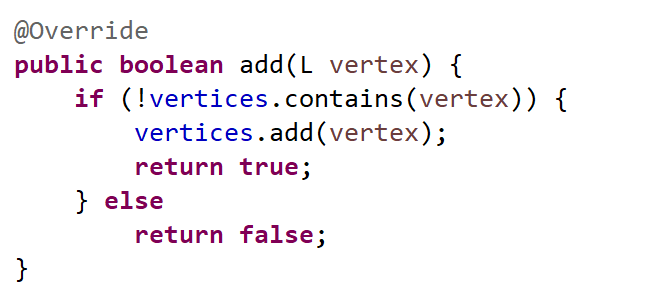 @Override
public boolean add(L vertex) {
    if (!vertices.contains(vertex)) {
        vertices.add(vertex);
        return true;
    } else
        return false;
}